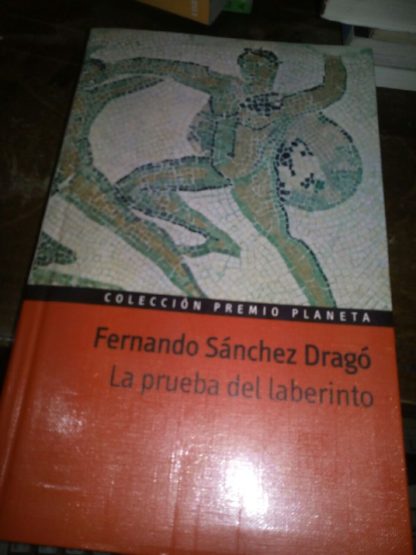 COLECCIÓN PREMIO PLANETA
Fernando Sánchez Dragó
La prueba del laberinto